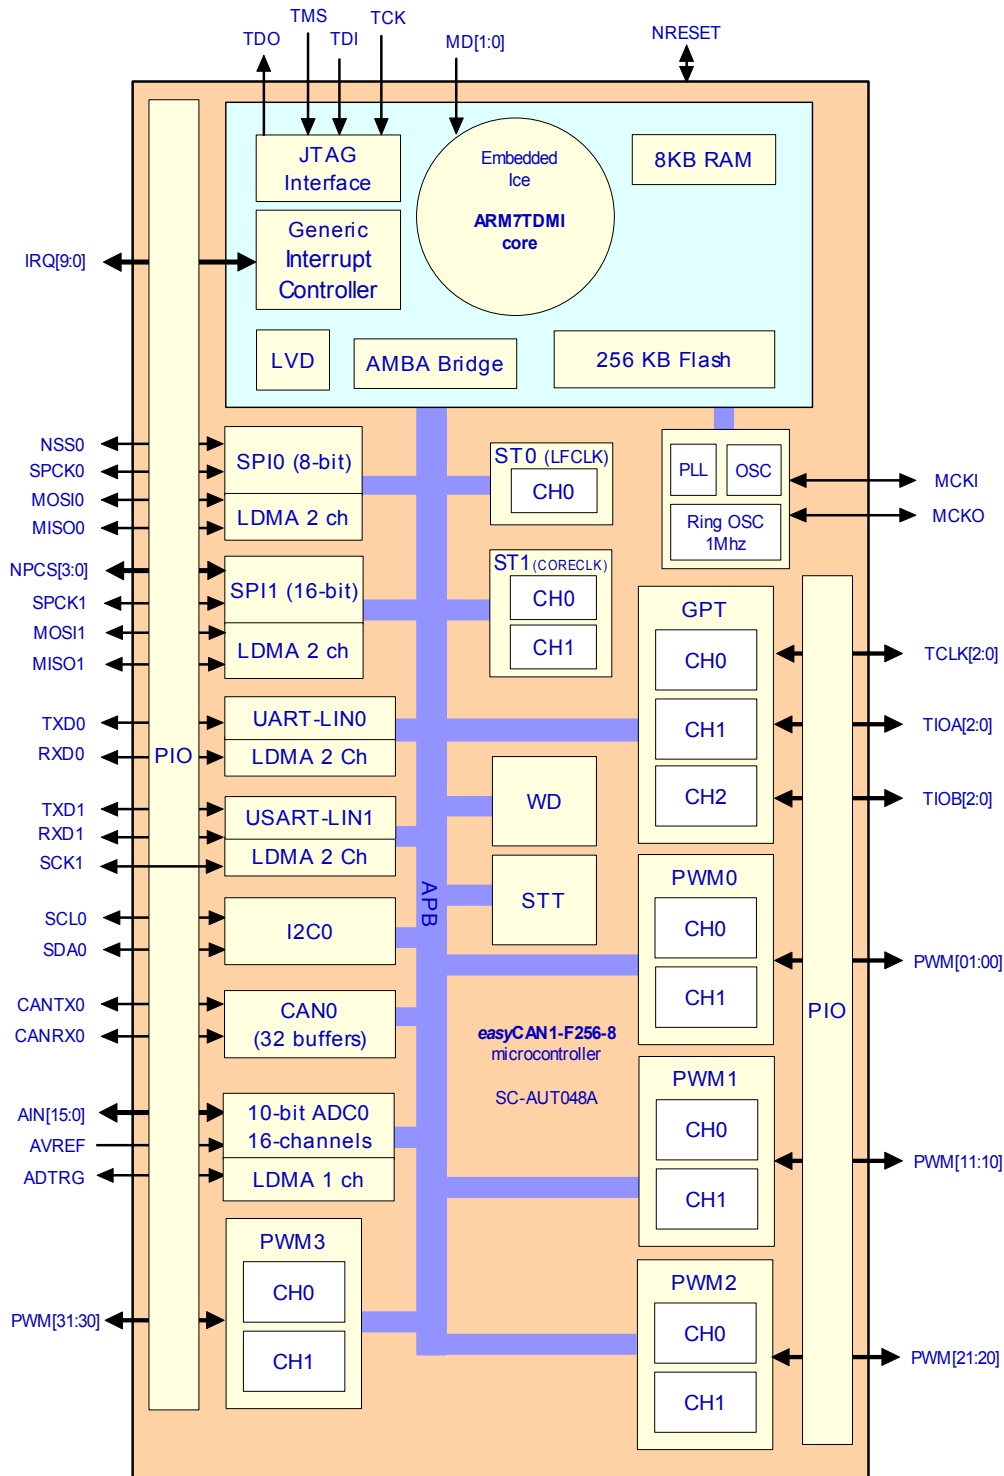 TMS
TCK
TDO
TDI
MD[1:0]
NRESET
JTAG
Interface
Embedded
Ice
ARM7TDMI
core
8KB RAM
Generic
Interrupt
Controller
IRQ[9:0]
LVD
AMBA Bridge
256 KB Flash
NSS0
SPCK0
MOSI0
MISO0
SPI0 (8-bit)
LDMA 2 ch
ST0 (LFCLK)
CH0
PLL
OSC
Ring OSC
1Mhz
MCKI
MCKO
NPCS[3:0]
SPCK1
MOSI1
MISO1
SPI1 (16-bit)
LDMA 2 ch
ST1 (CORECLK)
CH0
CH1
GPT
CH0
CH1
CH2
TCLK[2:0]
TIOA[2:0]
TIOB[2:0]
TXD0
RXD0
PIO
UART-LIN0
LDMA 2 Ch
WD
TXD1
RXD1
SCK1
USART-LIN1
LDMA 2 Ch
APB
STT
PWM0
CH0
CH1
PWM[01:00]
PIO
SCL0
SDA0
I2C0
CANTX0
CANRX0
CAN0
(32 buffers)
easyCAN1-F256-8
microcontroller
SC-AUT048A
PWM1
CH0
CH1
PWM[11:10]
AIN[15:0]
AVREF
ADTRG
10-bit ADC0
16-channels
LDMA 1 ch
PWM3
CH0
CH1
PWM[31:30]
PWM2
CH0
CH1
PWM[21:20]